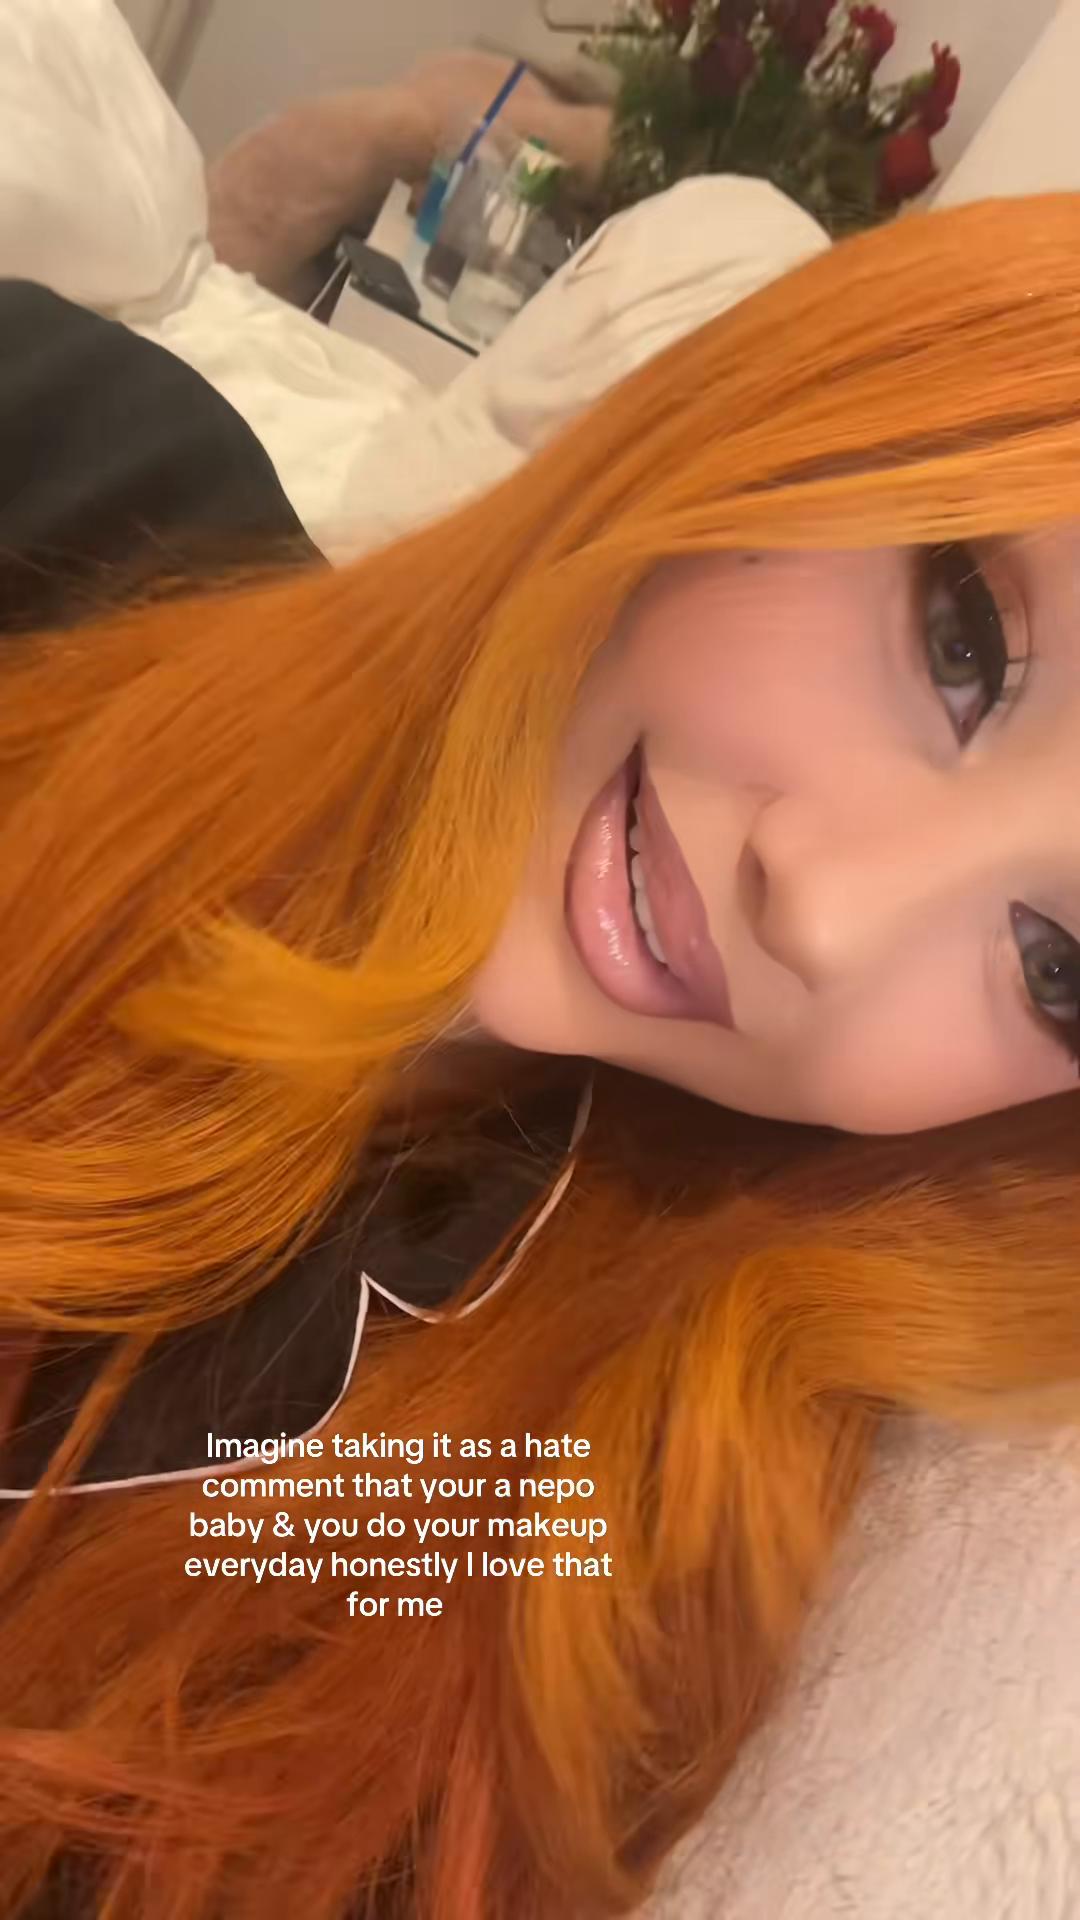 Imagine taking it as a hate
comment that your a nepo
baby & you do your makeup
everyday honestly I love that
for me